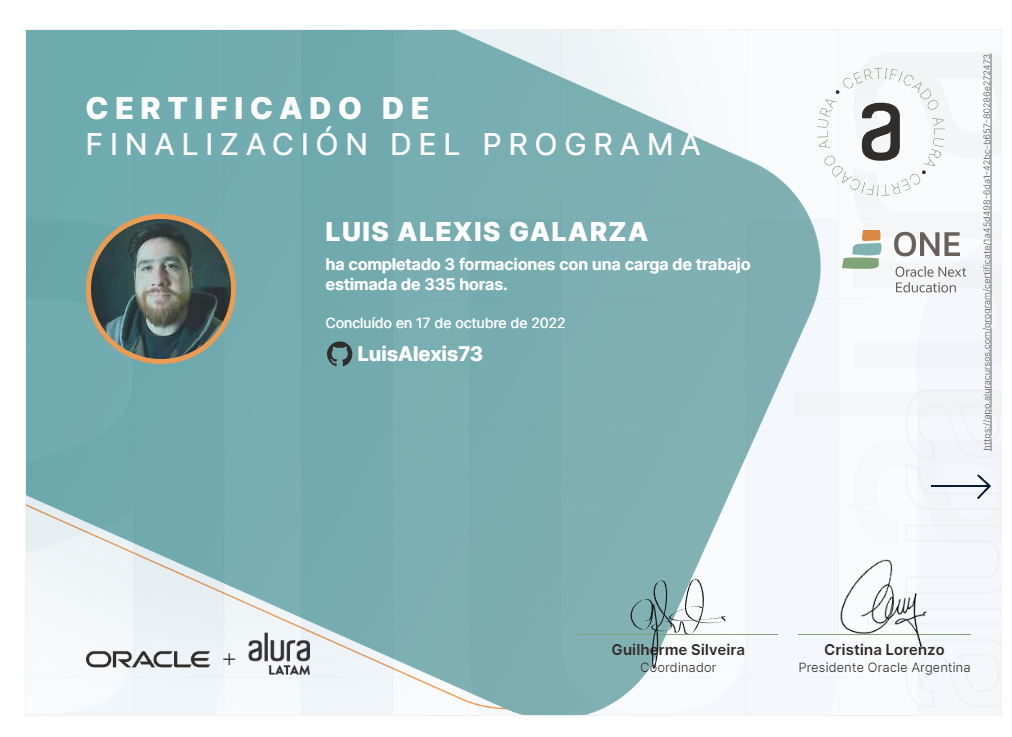 CERTIFICADO DE
FINALIZACIÓN DEL PROGRAMA
CERTIFICADO ALURA • CERTIFICADO ALURA •
a
LUIS ALEXIS GALARZA
ha completado 3 formaciones con una carga de trabajo
estimada de 335 horas.
Concluído en 17 de octubre de 2022
LuisAlexis73
ONE
Oracle Next
Education
https://app.aluracursos.com/program/certificate/1a45d498-6da1-42bc-b657-80286e272473
ORACLE + alura
LATAM
Guilherme Silveira
Coordinador
Cristina Lorenzo
Presidente Oracle Argentina
alura